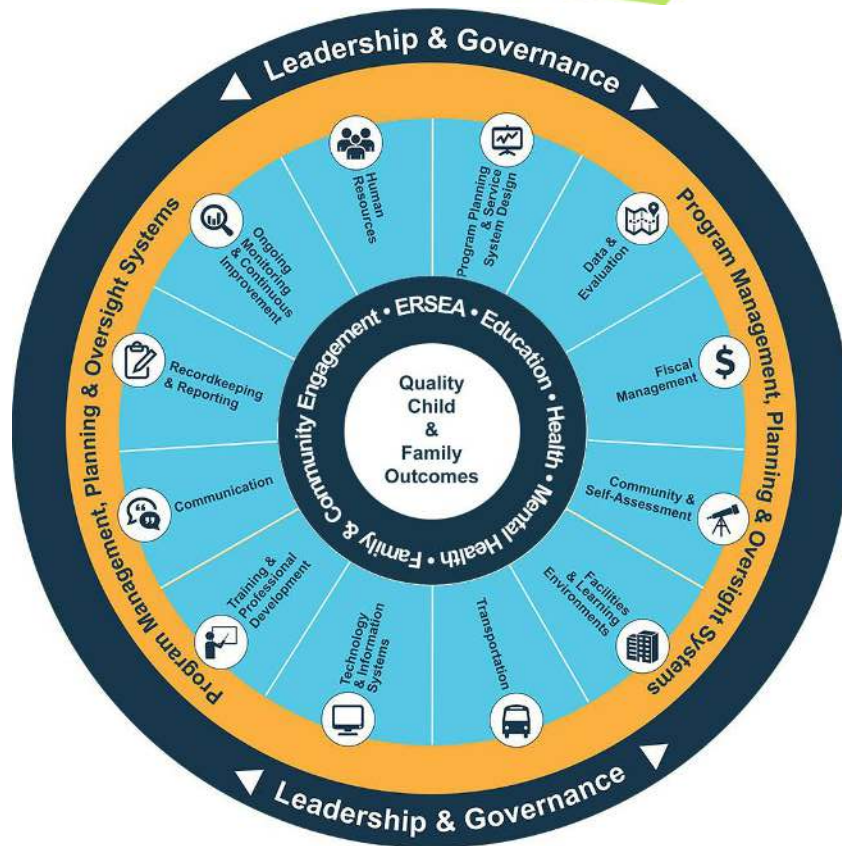 Leadership & Governance
Program Management, Planning & Oversight Systems
Program Management, Planning & Oversight Systems
Human
Resources
Program Planning
& Service
System Design
Data &
Evaluation
Fiscal
Management
Community &
Self-Assessment
Facilities
& Learning
Environments
Transportation
Technology
& Information
Systems
Training &
Professional
Development
Communication
Recordkeeping
& Reporting
Ongoing
Monitoring
& Continuous
Improvement
ERSEA • Education • Health • Mental Health • Family & Community Engagement •
Quality
Child
&
Family
Outcomes
$
Leadership & Governance